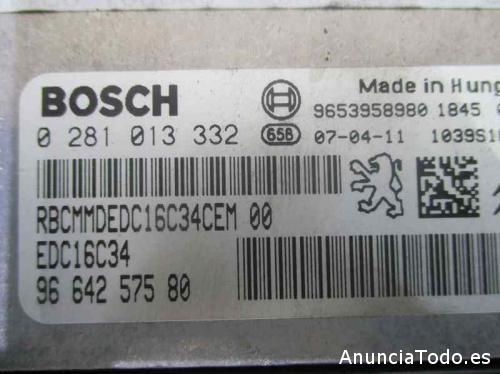 BOSCH
Made in Hung
9653958980 1845
0 281 013 332
658
07-04-11 1039S1
RBCMMDEDC16C34CEM 00
EDC16C34
96 642 575 80
AnunciaTodo.es